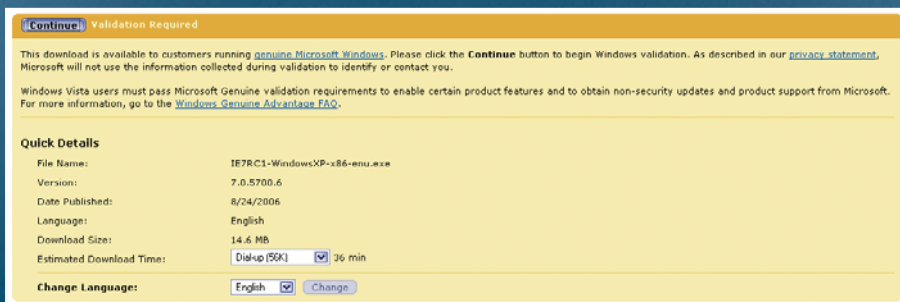 Continue Validation Required
This download is available to customers running genuine Microsoft Windows. Please click the Continue button to begin Windows validation. As described in our privacy statement,
Microsoft will not use the information collected during validation to identify or contact you.
Windows Vista users must pass Microsoft Genuine validation requirements to enable certain product features and to obtain non-security updates and product support from Microsoft.
For more information, go to the Windows Genuine Advantage FAQ.
Quick Details
File Name: IE7RC1-WindowsXP-x86-enu.exe
Version: 7.0.5700.6
Date Published: 8/24/2006
Language: English
Download Size: 14.6 MB
Estimated Download Time: Dial-up (56K) 36 min
Change Language: English Change